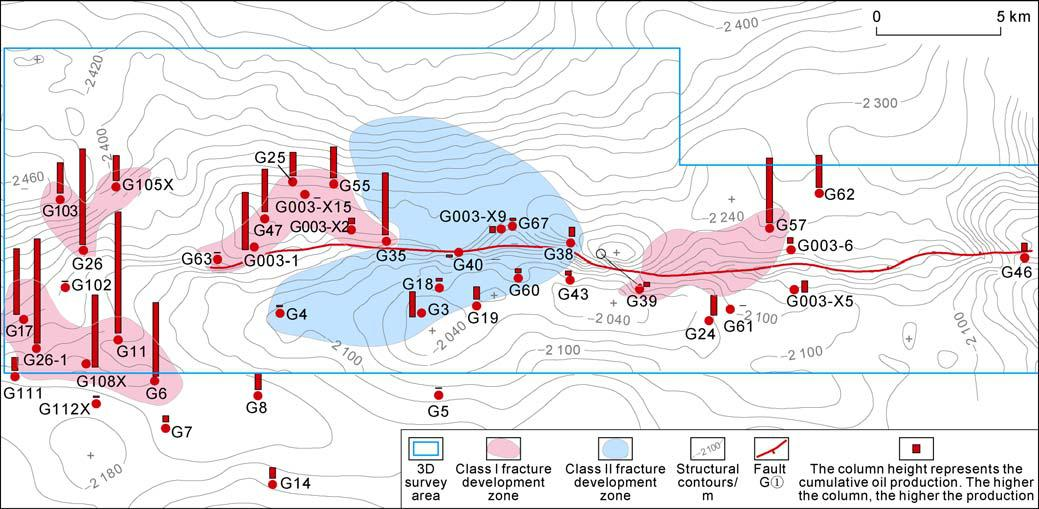 −2 400
0 5 km
−2 420
−2 300
−2 400
−2 460
G25
G105X
G55
G62
G103
G003-X15
G003-X9 G67
−2 240
G47 G003-X2
G57
G26
G63 G003-1
G35
G40
G38
G003-6
G46
G102
G18
G60
G43
G39
G003-X5
G17
G4
G3
G19
−2 040
−2 040
G24 G61
−2 100
−2 100
G26-1
G11
−2 100
−2 100
−2 100
G111
G108X
G6
G112X
G8
G5
G7
−2 180
G14
−2 100
3D
survey
area
Class I fracture
development
zone
Class II fracture
development
zone
Structural
contours/
m
Fault
G①
The column height represents the
cumulative oil production. The higher
the column, the higher the production